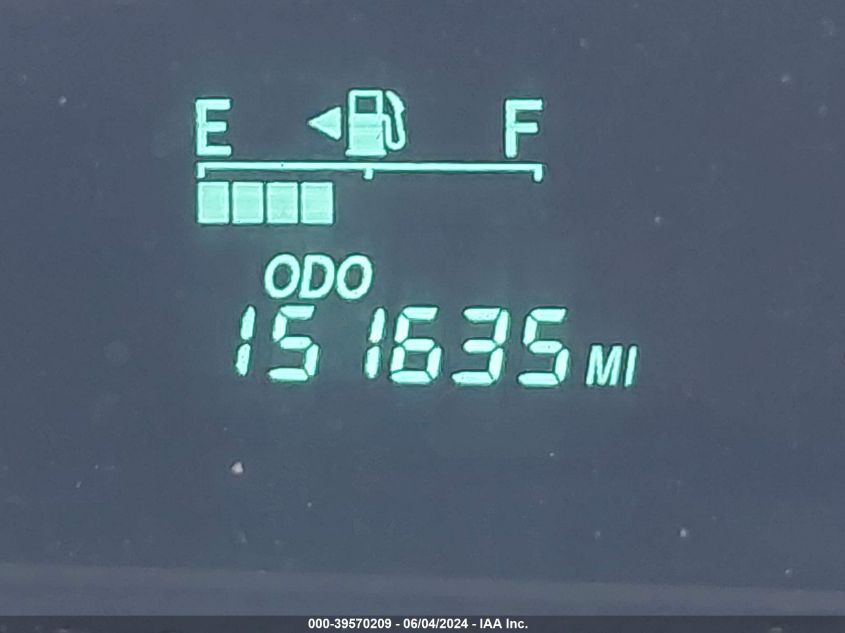 E F
ODO
151635 MI
000-39570209 - 06/04/2024 - IAA Inc.